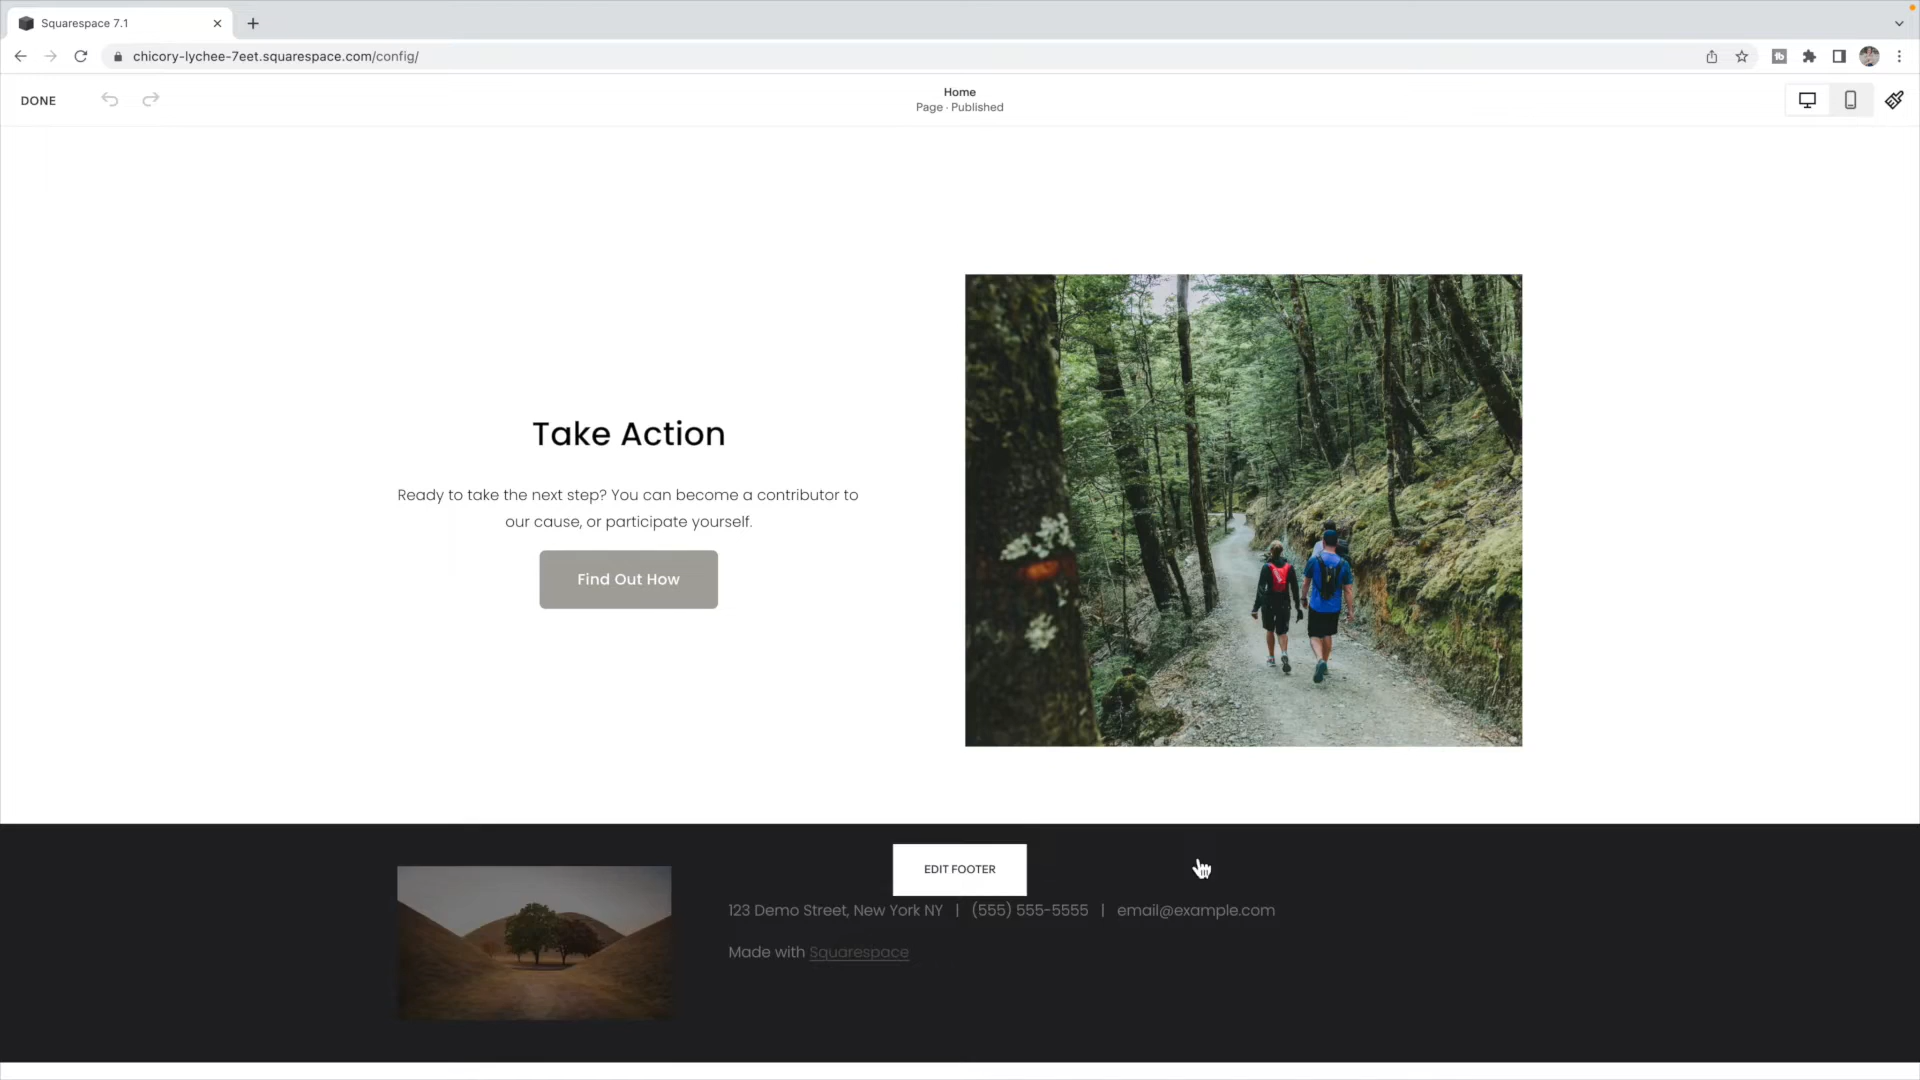 Squarespace 7.1
chicory-lychee-7eet.squarespace.com/config/
DONE
Home
Page · Published
Take Action
Ready to take the next step? You can become a contributor to
our cause, or participate yourself.
Find Out How
EDIT FOOTER
123 Demo Street, New York NY | (555) 555-5555 | email@example.com
Made with Squarespace